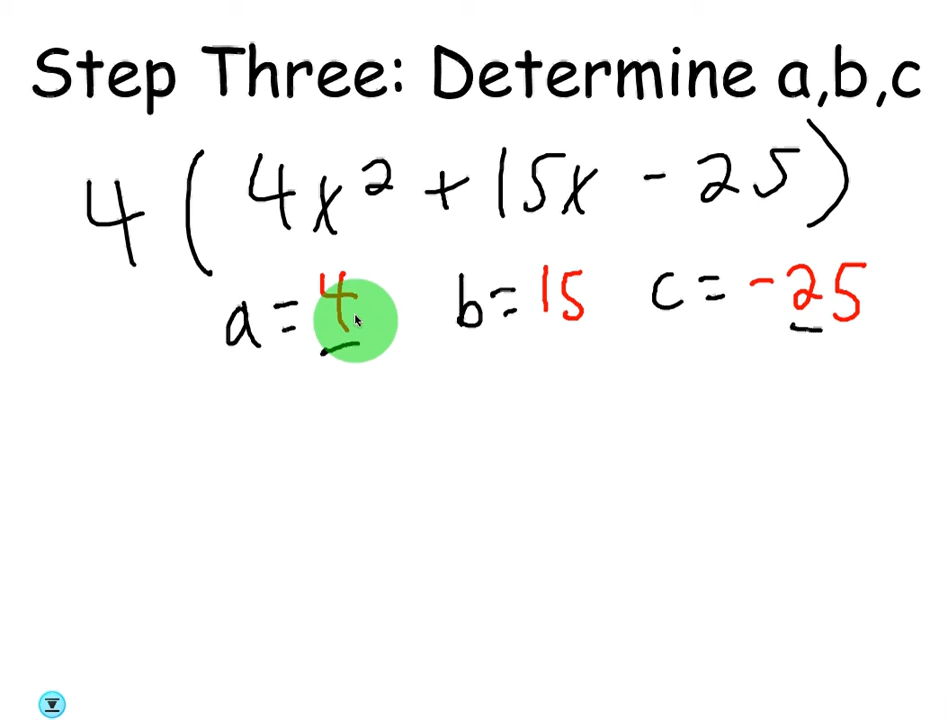 Step Three: Determine a,b,c
4 ( 4x² + 15x - 25 )
a = 4 b = 15 c = -25